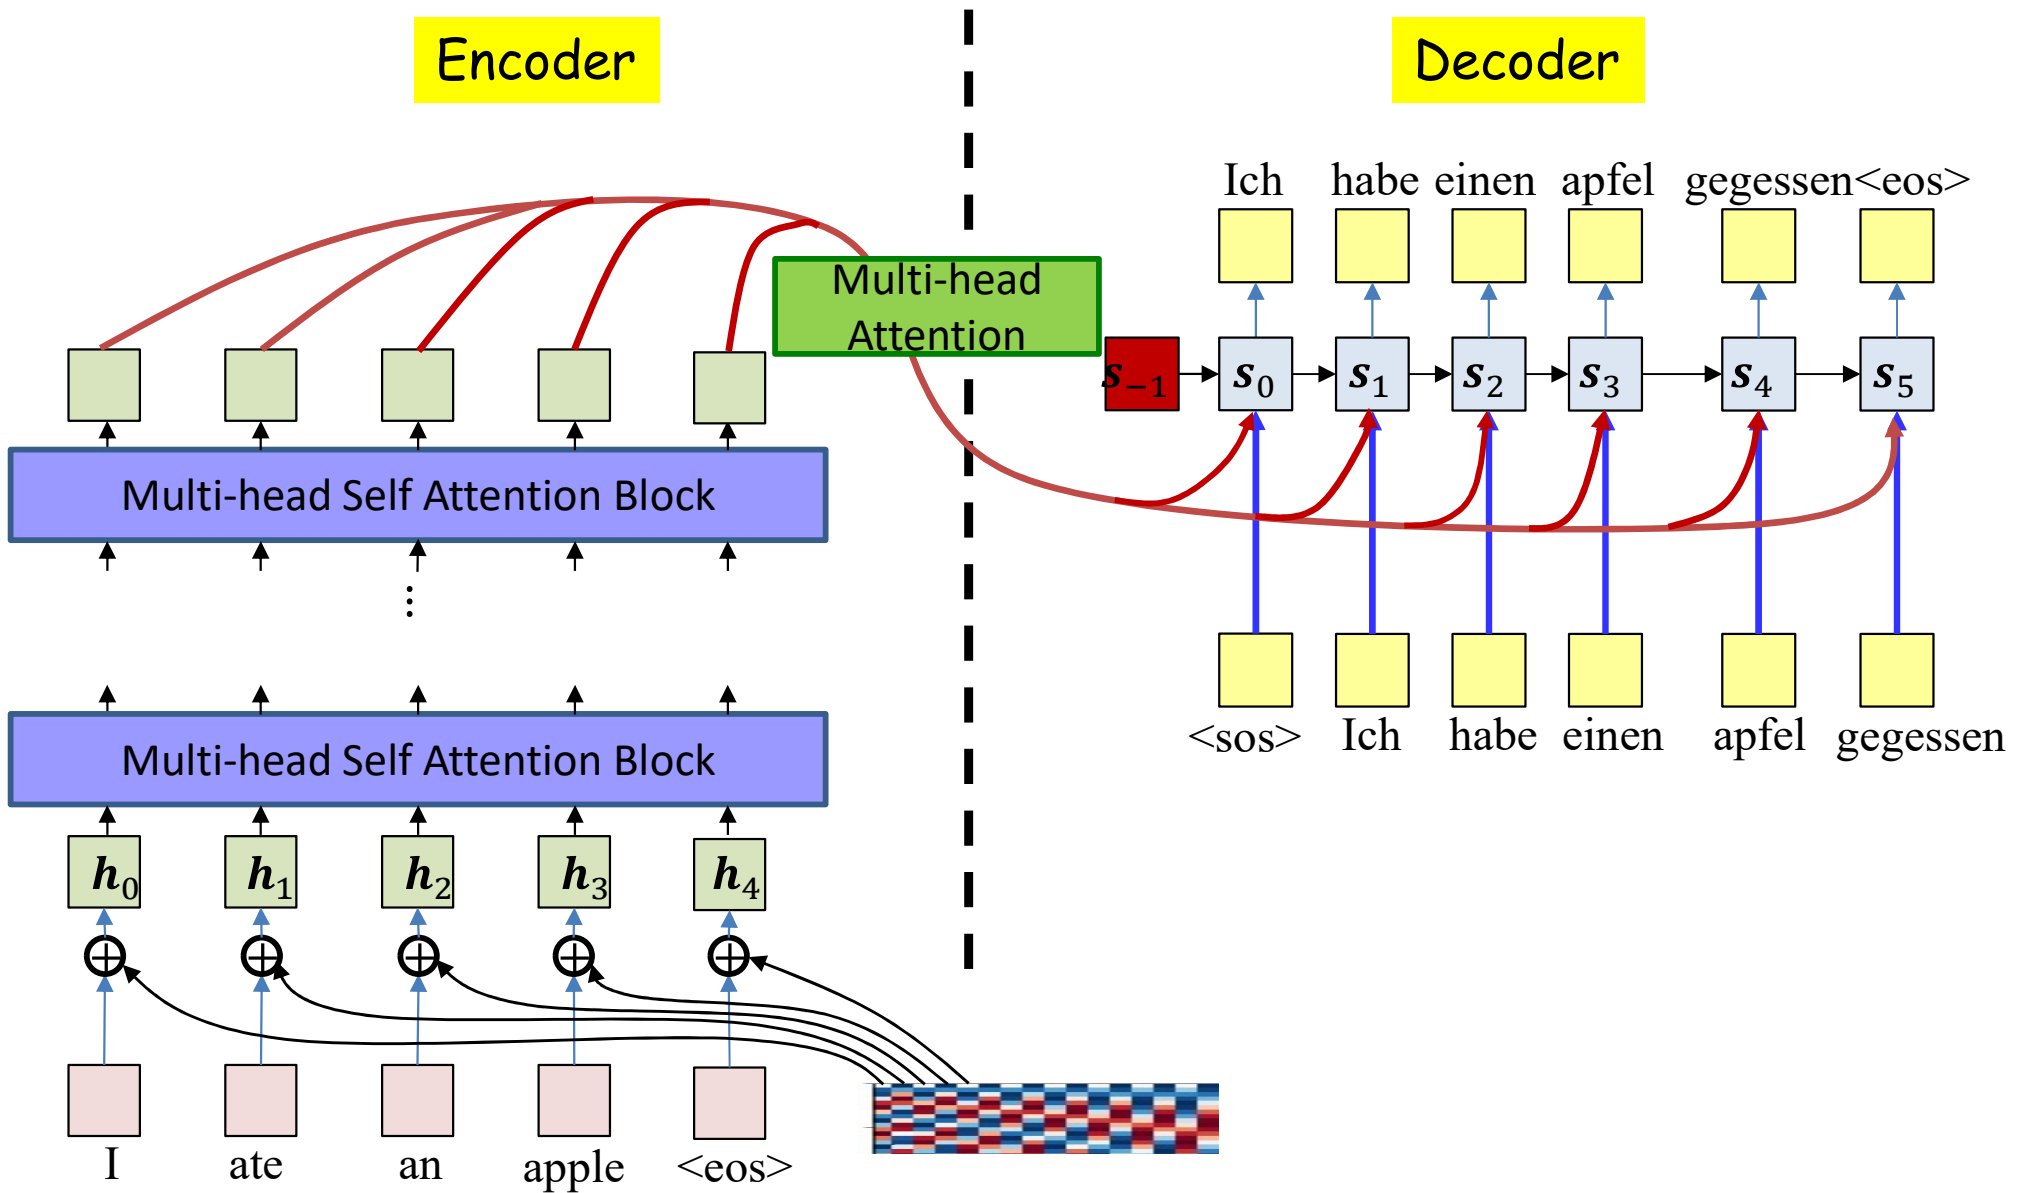 Encoder
Decoder
Ich habe einen apfel gegessen<eos>
Multi-head
Attention
s₋₁ s₀ s₁ s₂ s₃ s₄ s₅
Multi-head Self Attention Block
⋮
<sos> Ich habe einen apfel gegessen
Multi-head Self Attention Block
h₀ h₁ h₂ h₃ h₄
I ate an apple <eos>